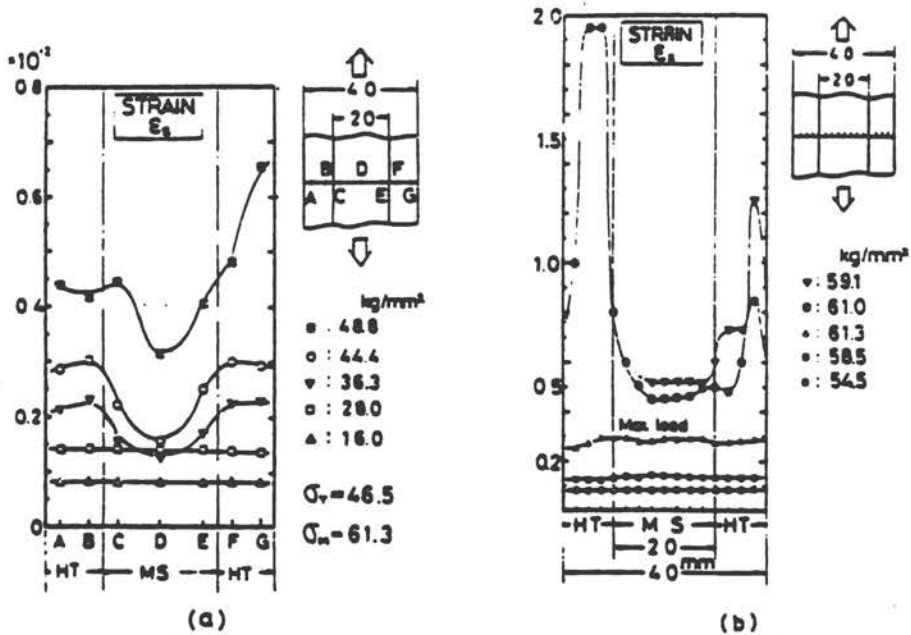 ×10⁻²
0.8
0.6
0.4
0.2
0
STRAIN
εs
A B C D E F G
HT MS HT
40
20
B D F
A C E G
kg/mm²
: 48.8
: 44.4
: 36.3
: 28.0
: 16.0
σY=46.5
σM=61.3
(a)
2.0
1.5
1.0
0.5
0.2
STRAIN
εs
Max. load
HT MS HT
20
40 mm
40
20
kg/mm²
: 59.1
: 61.0
: 61.3
: 58.5
: 54.5
(b)